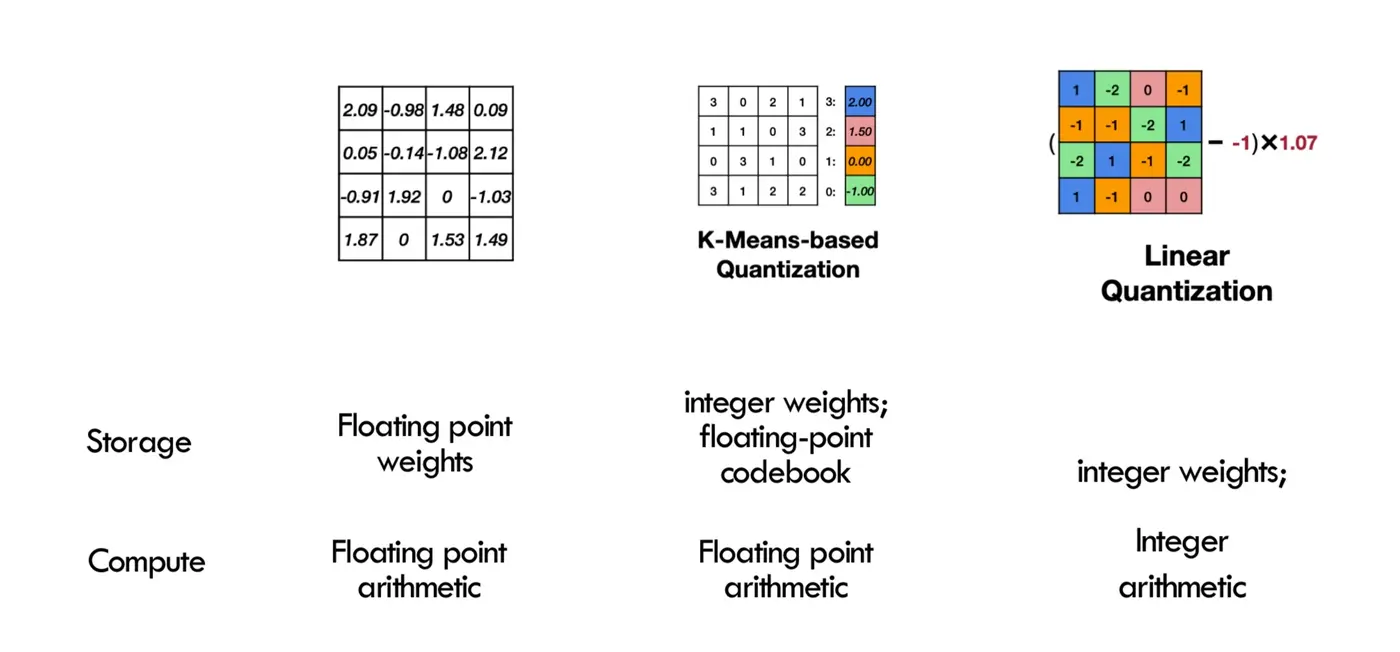 2.09 -0.98 1.48 0.09
0.05 -0.14 -1.08 2.12
-0.91 1.92 0 -1.03
1.87 0 1.53 1.49
3 0 2 1 3: 2.00
1 1 0 3 2: 1.50
0 3 1 0 1: 0.00
3 1 2 2 0: -1.00
K-Means-based
Quantization
1 -2 0 -1
(-1 -1 -2 1 - -1)×1.07
-2 1 -1 -2
1 -1 0 0
Linear
Quantization
Storage
Floating point
weights
integer weights;
floating-point
codebook
integer weights;
Compute
Floating point
arithmetic
Floating point
arithmetic
Integer
arithmetic